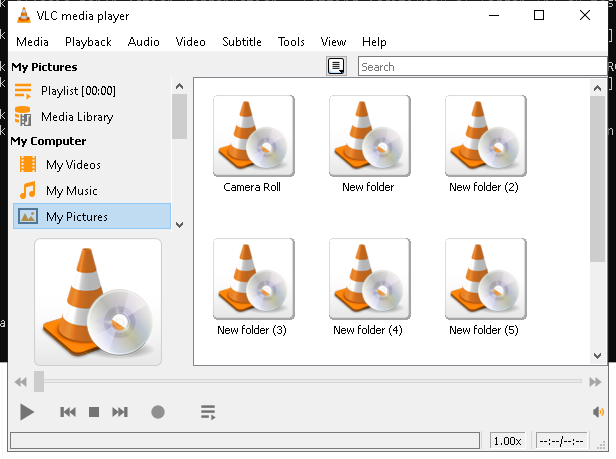 VLC media player
Media Playback Audio Video Subtitle Tools View Help
My Pictures
Search
Playlist [00:00]
Media Library
My Computer
My Videos
My Music
My Pictures
Camera Roll New folder New folder (2)
New folder (3) New folder (4) New folder (5)
1.00x --:--/--:--